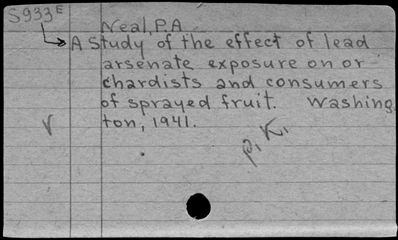 S933E
Neal, P.A.
A Study of the effect of lead
arsenate exposure on or-
chardists and consumers
of sprayed fruit. Washing
ton, 1941.
P. K.